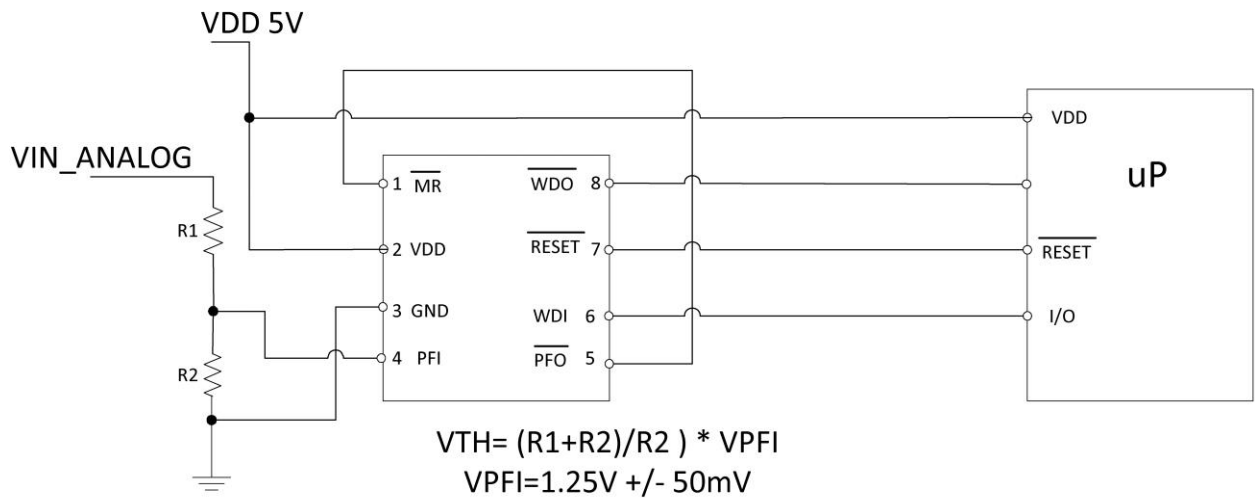 VDD 5V
VIN_ANALOG
R1
R2
1 MR
2 VDD
3 GND
4 PFI
WDO 8
RESET 7
WDI 6
PFO 5
VDD
uP
RESET
I/O
VTH= (R1+R2)/R2 ) * VPFI
VPFI=1.25V +/- 50mV